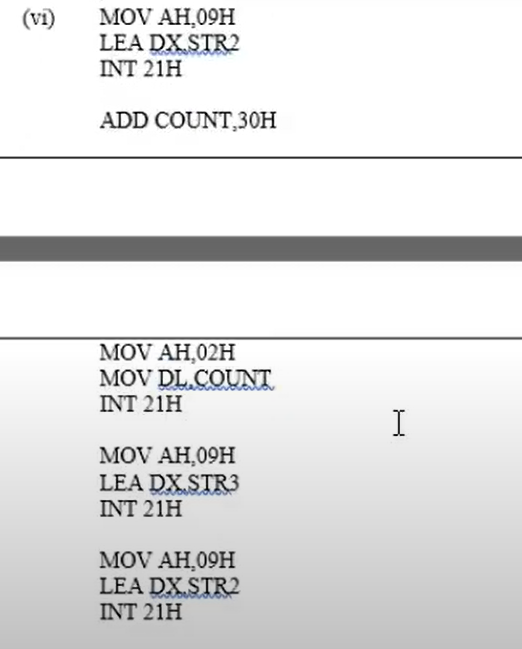 (vi) MOV AH,09H
LEA DX,STR2
INT 21H
ADD COUNT,30H
MOV AH,02H
MOV DL,COUNT
INT 21H
MOV AH,09H
LEA DX,STR3
INT 21H
MOV AH,09H
LEA DX,STR2
INT 21H